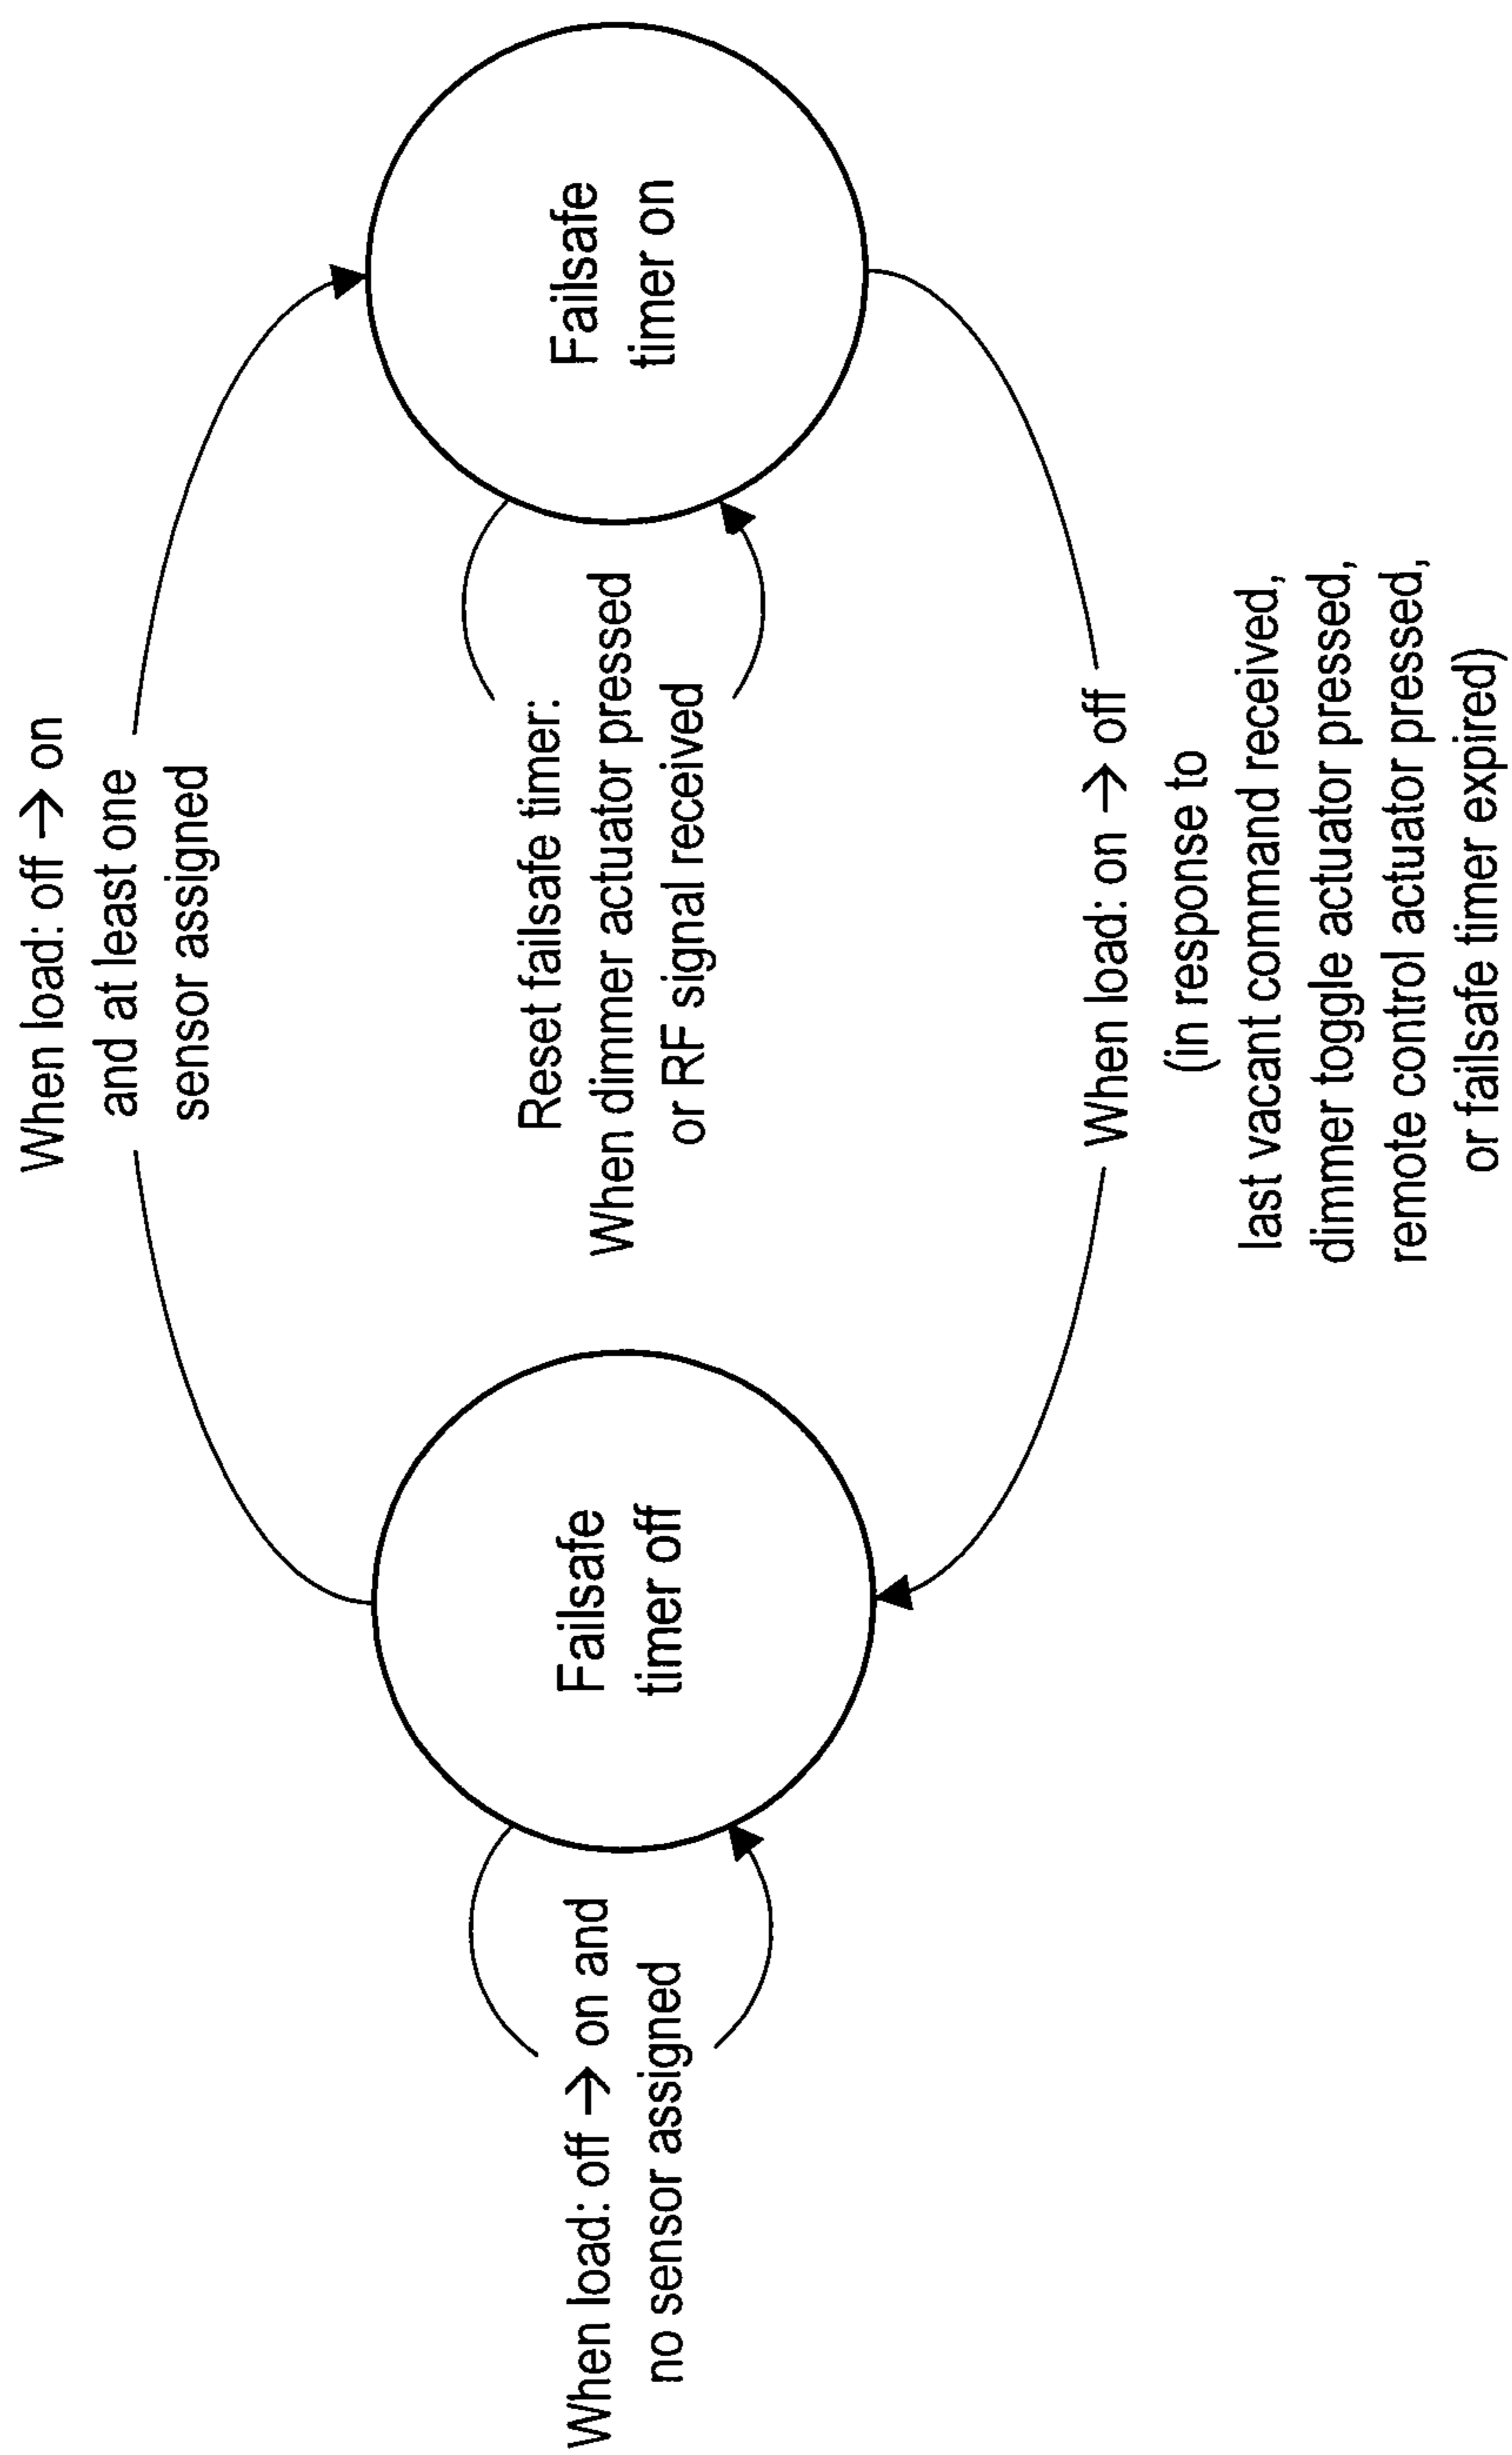 When load: off → on
and at least one
sensor assigned
When load: off → on and
no sensor assigned
Failsafe
timer off
Reset failsafe timer:
When dimmer actuator pressed
or RF signal received
Failsafe
timer on
When load: on → off
(in response to
last vacant command received,
dimmer toggle actuator pressed,
remote control actuator pressed,
or failsafe timer expired)